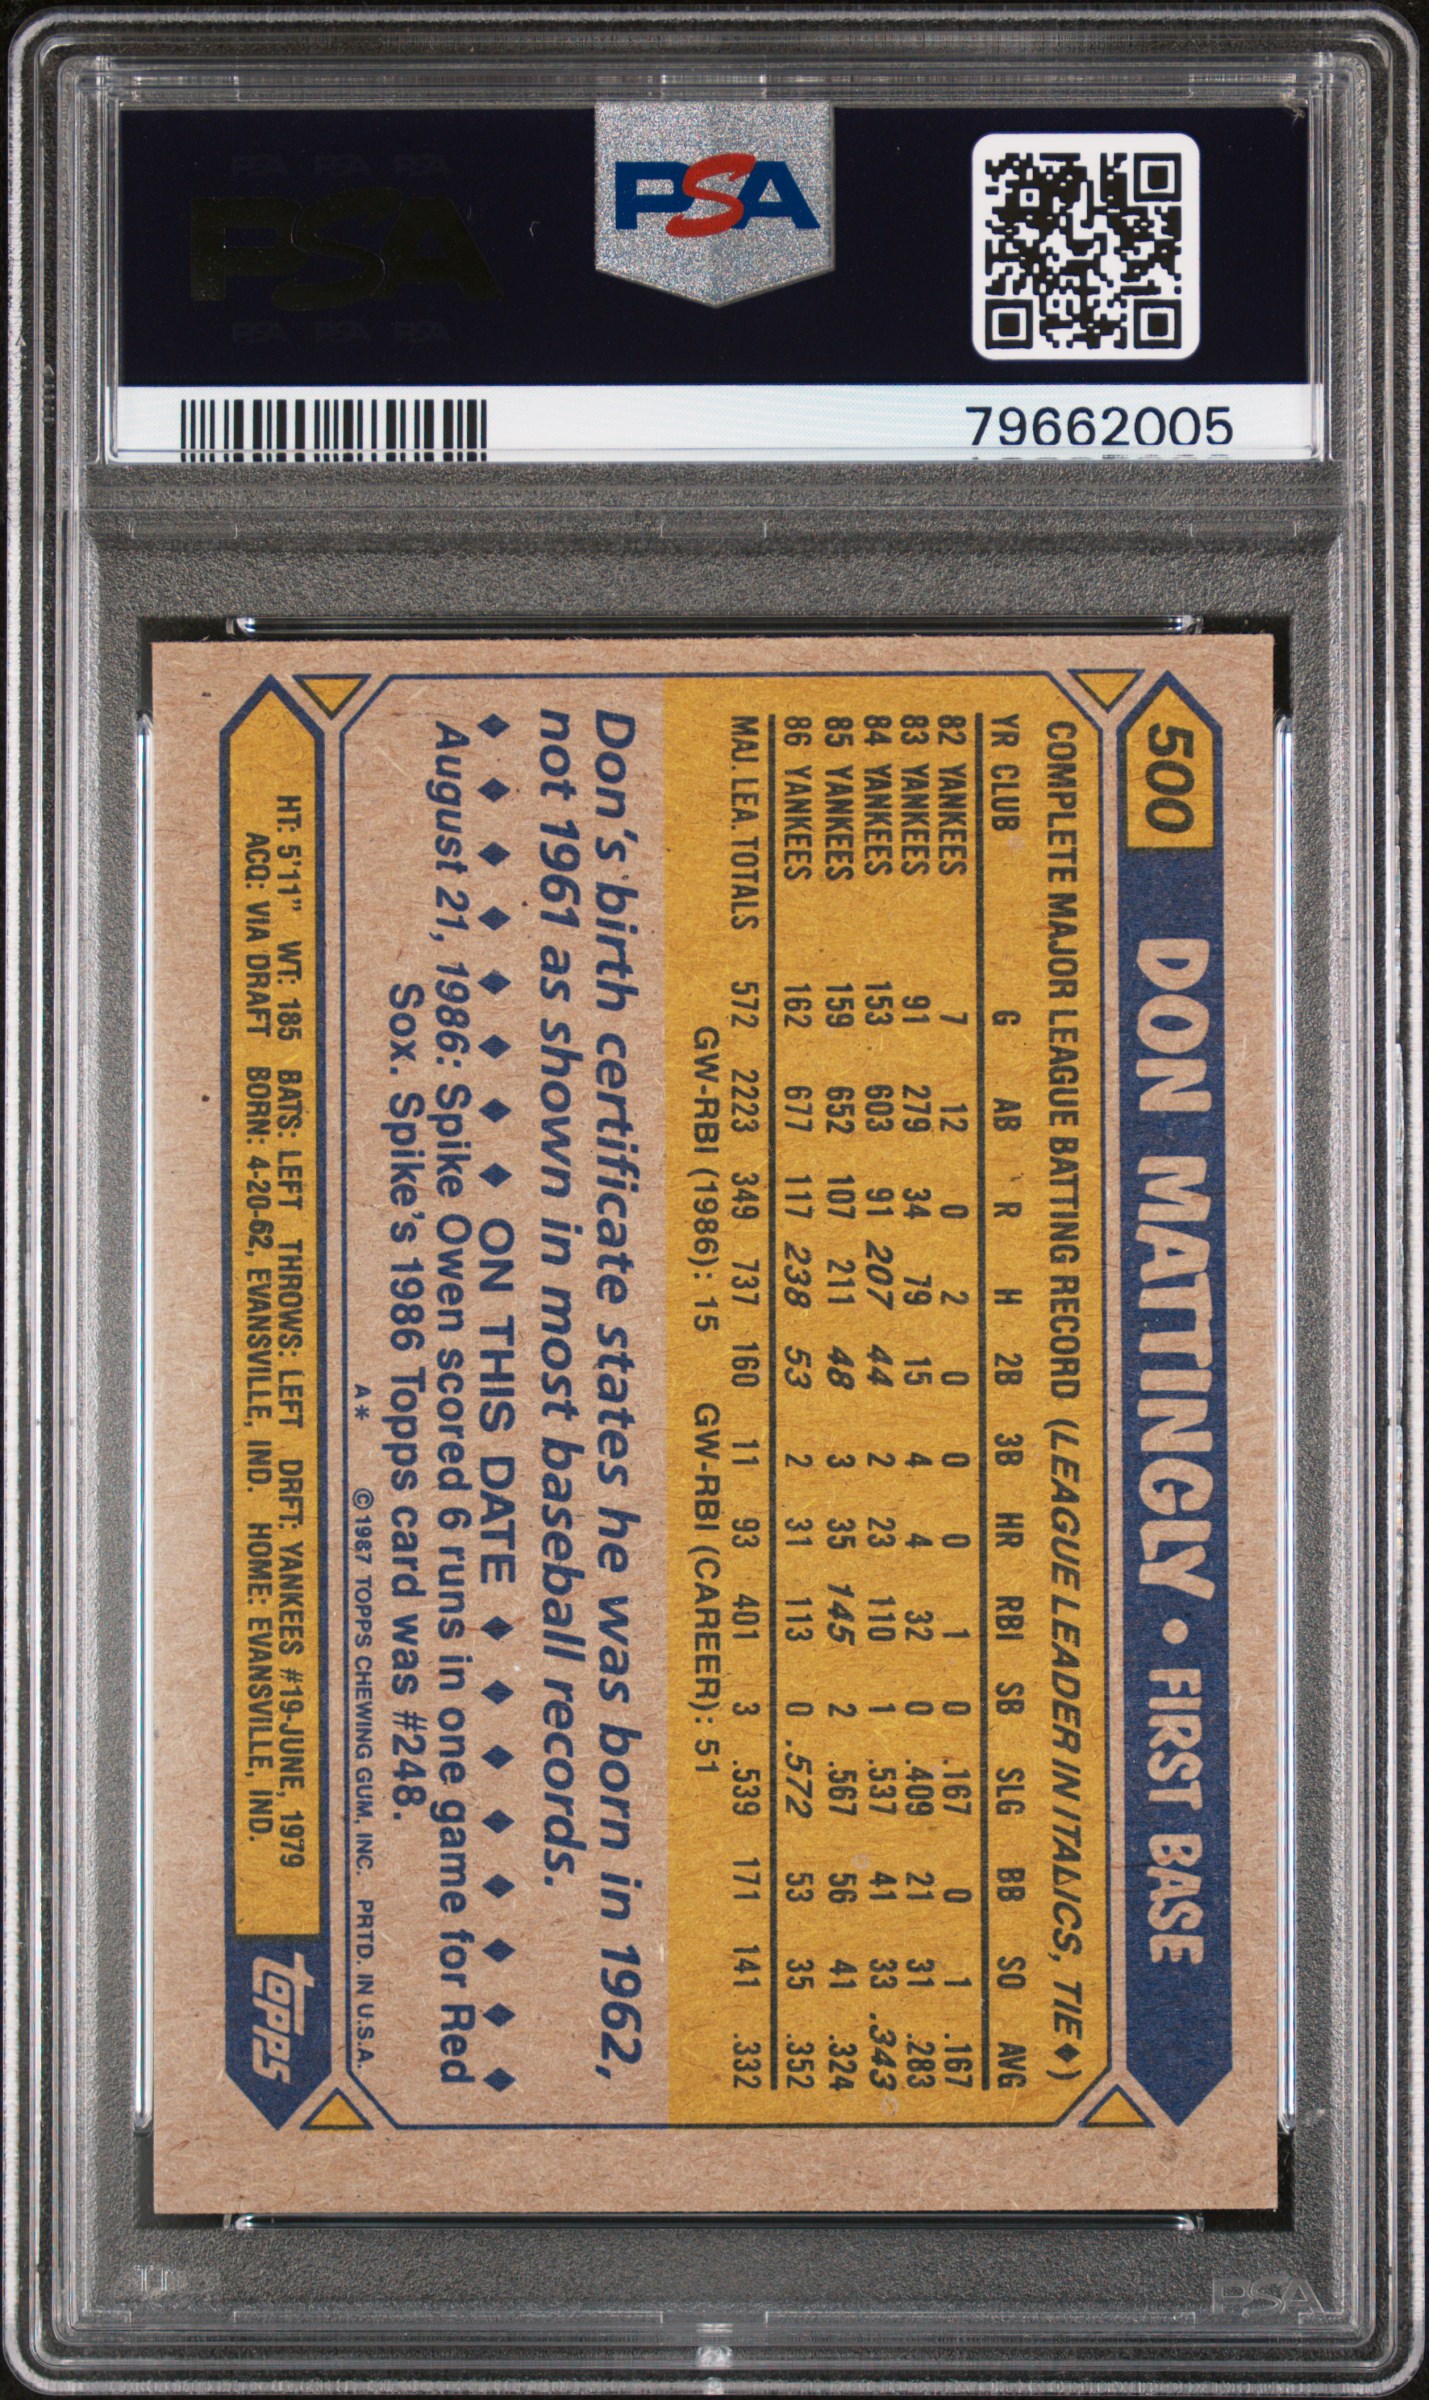 PSA
PSA PSA PSA
PSA
PSA PSA PSA
79662005
500 DON MATTINGLY • FIRST BASE
COMPLETE MAJOR LEAGUE BATTING RECORD (LEAGUE LEADER IN ITALICS, TIE ♦)
YR CLUB G AB R H 2B 3B HR RBI SB SLG BB SO AVG
82 YANKEES 7 12 0 2 0 0 0 1 0 .167 0 1 .167
83 YANKEES 91 279 34 79 15 4 4 32 0 .409 21 31 .283
84 YANKEES 153 603 91 207 44 2 23 110 1 .537 41 33 .343
85 YANKEES 159 652 107 211 48 3 35 145 2 .567 56 41 .324
86 YANKEES 162 677 117 238 53 2 31 113 0 .572 53 35 .352
MAJ. LEA. TOTALS 572 2223 349 737 160 11 93 401 3 .539 171 141 .332
GW-RBI (1986): 15 GW-RBI (CAREER): 51
Don's birth certificate states he was born in 1962,
not 1961 as shown in most baseball records.
♦ ♦ ♦ ♦ ♦ ♦ ♦ ♦ ON THIS DATE ♦ ♦ ♦ ♦ ♦ ♦ ♦ ♦
August 21, 1986: Spike Owen scored 6 runs in one game for Red
Sox. Spike's 1986 Topps card was #248.
A* © 1987 TOPPS CHEWING GUM, INC. PRTD. IN U.S.A.
HT: 5'11" WT: 185 BATS: LEFT THROWS: LEFT DRFT: YANKEES #19-JUNE, 1979
ACQ: VIA DRAFT BORN: 4-20-62, EVANSVILLE, IND. HOME: EVANSVILLE, IND.
topps
PSA